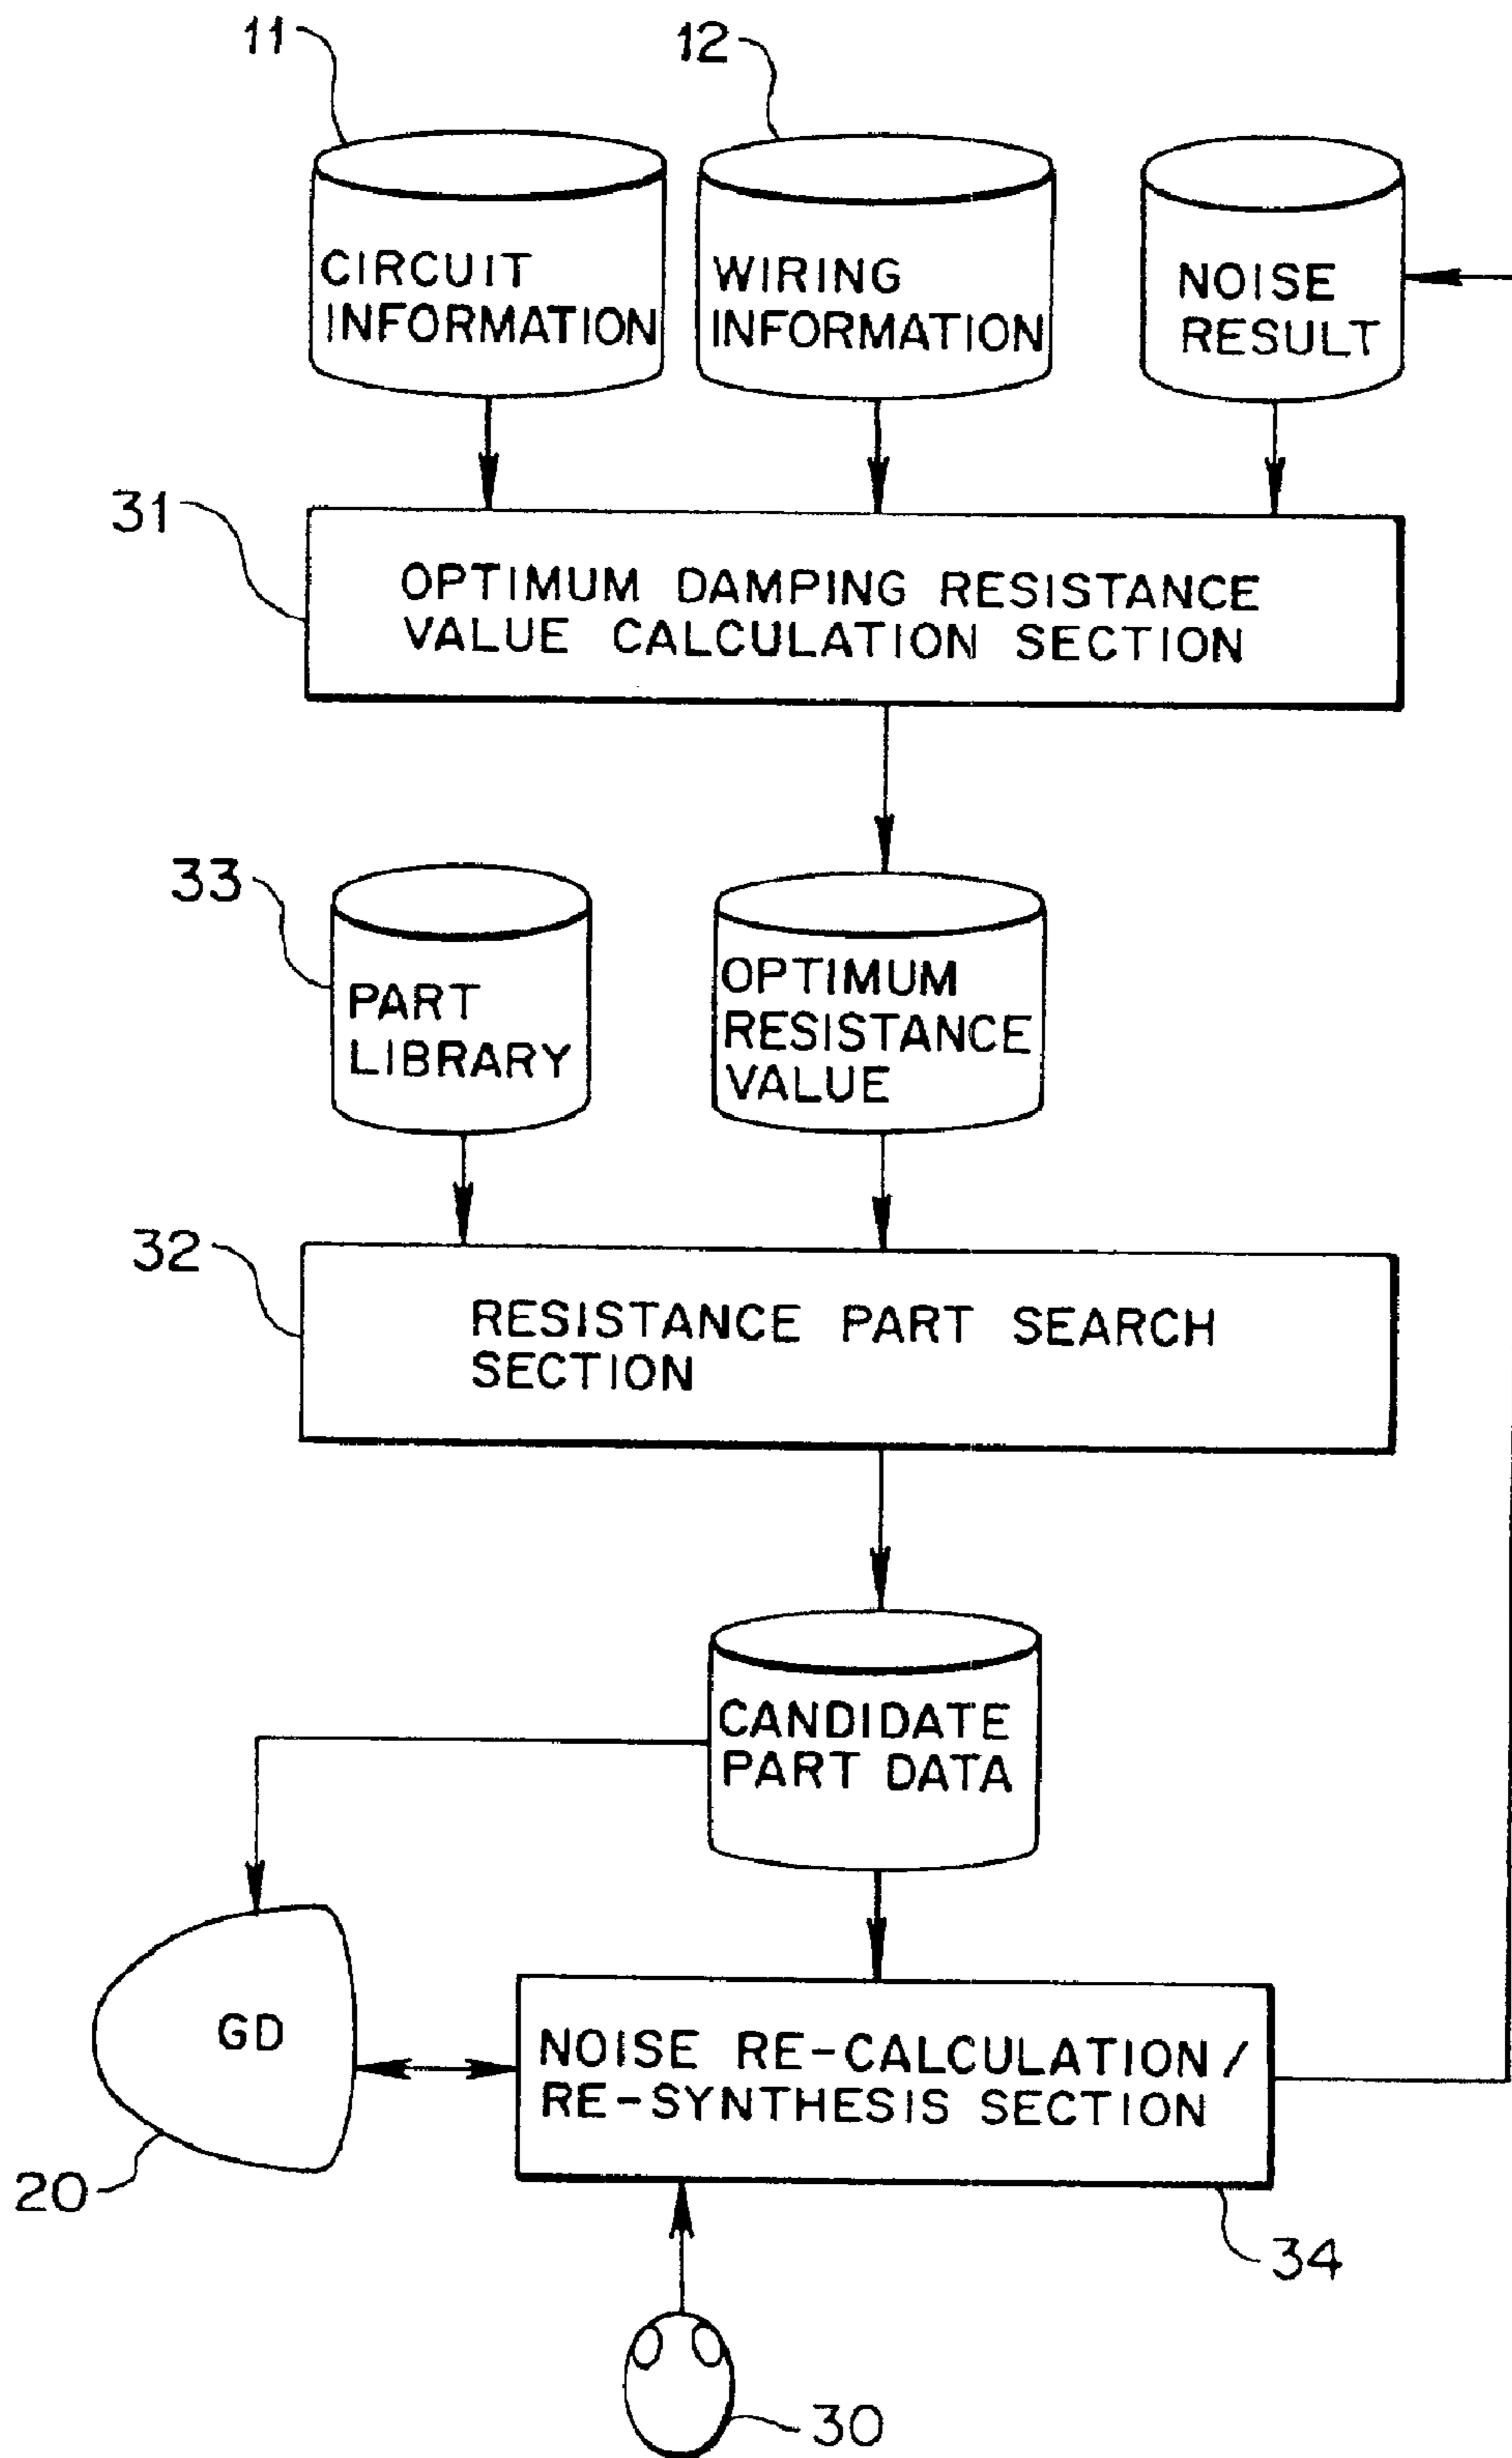 11
12
CIRCUIT
INFORMATION
WIRING
INFORMATION
NOISE
RESULT
31
OPTIMUM DAMPING RESISTANCE
VALUE CALCULATION SECTION
33
PART
LIBRARY
OPTIMUM
RESISTANCE
VALUE
32
RESISTANCE PART SEARCH
SECTION
CANDIDATE
PART DATA
GD
NOISE RE-CALCULATION/
RE-SYNTHESIS SECTION
20
34
30